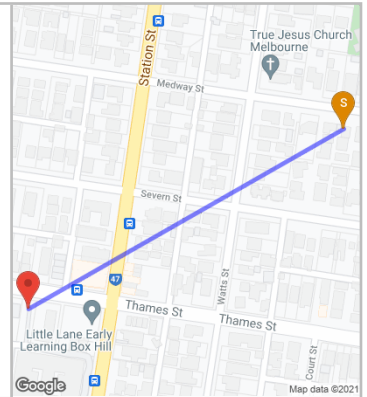 True Jesus Church
Melbourne
Station St
Medway St
S
Severn St
47
Watts St
Thames St
Thames St
Little Lane Early
Learning Box Hill
Court St
Google
Map data ©2021